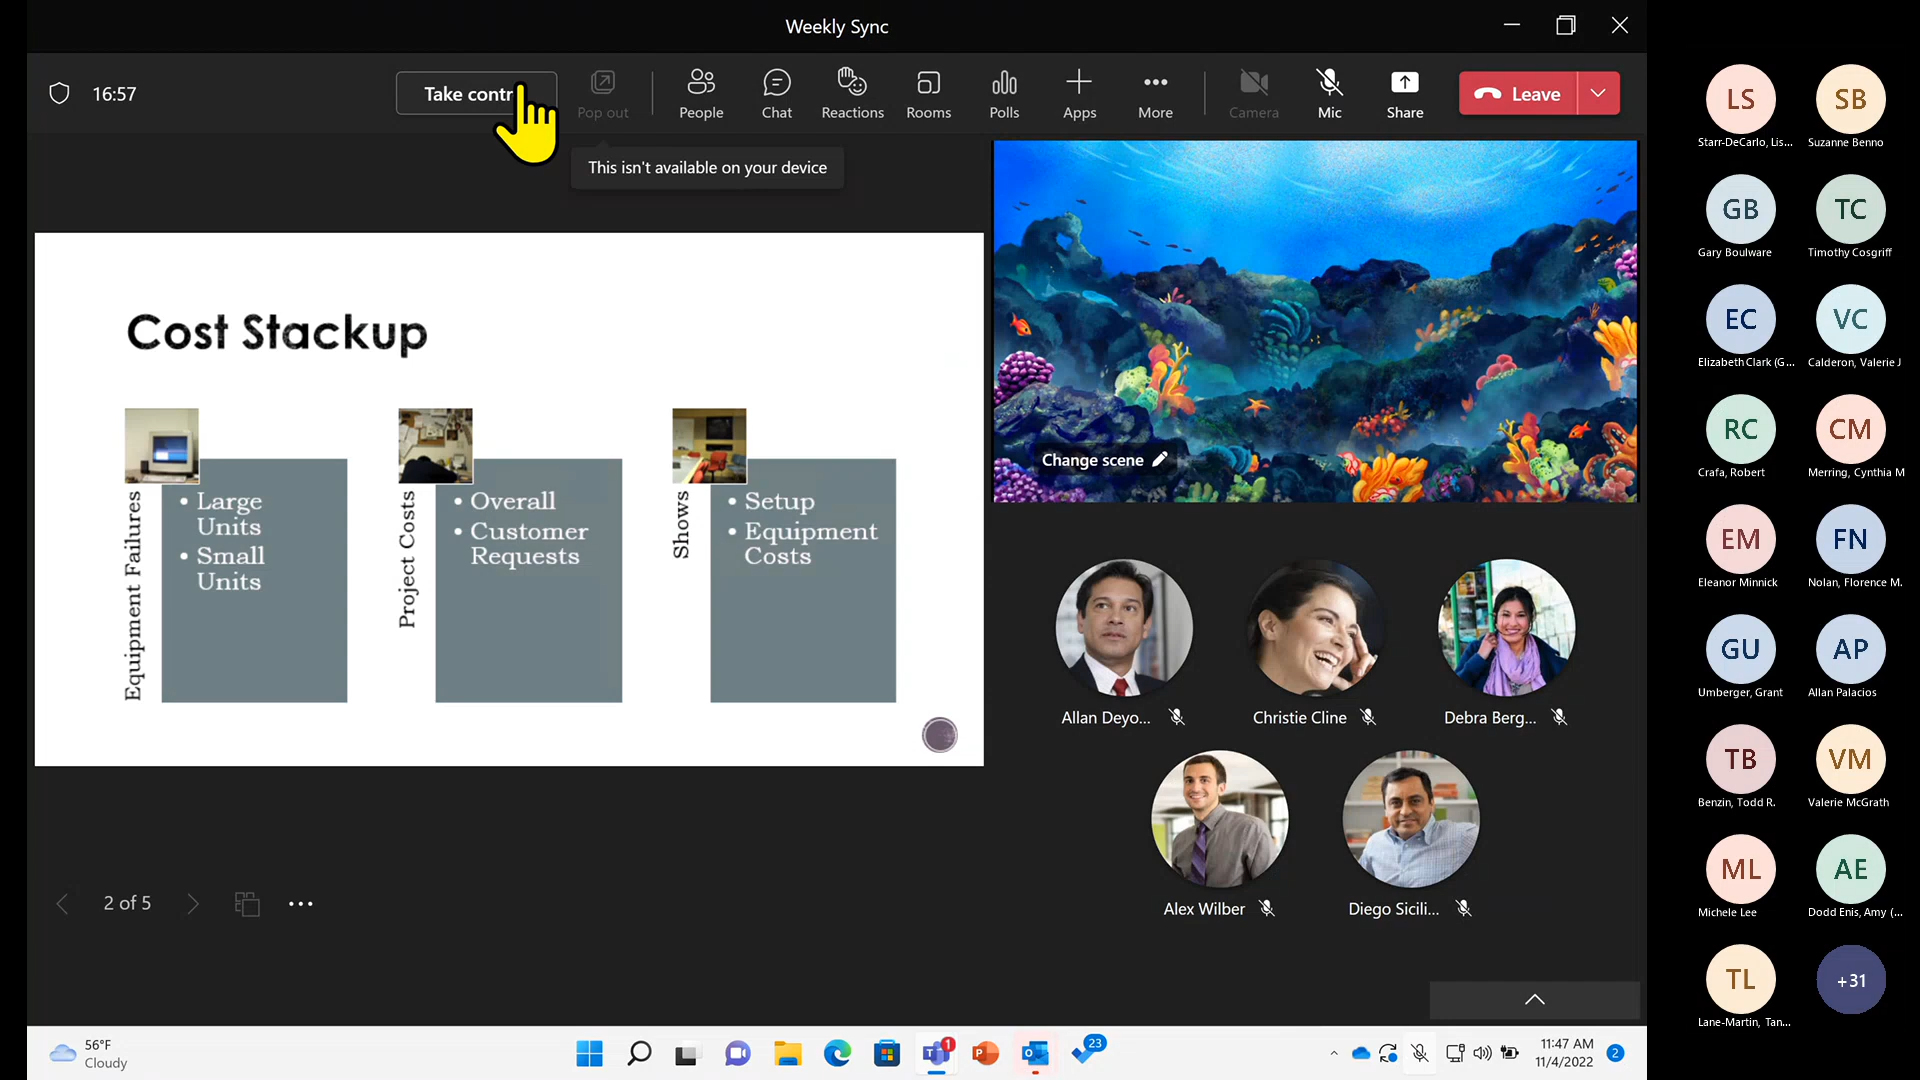 Weekly Sync
16:57
Take contr
Pop out
People
Chat
Reactions
Rooms
Polls
Apps
More
Camera
Mic
Share
Leave
This isn't available on your device
Cost Stackup
Equipment Failures
• Large
Units
• Small
Units
Project Costs
• Overall
• Customer
Requests
Shows
• Setup
• Equipment
Costs
Change scene
Allan Deyo...
Christie Cline
Debra Berg...
Alex Wilber
Diego Sicili...
2 of 5
LS
Starr-DeCarlo, Lis...
SB
Suzanne Benno
GB
Gary Boulware
TC
Timothy Cosgriff
EC
Elizabeth Clark (G...
VC
Calderon, Valerie J
RC
Crafa, Robert
CM
Merring, Cynthia M
EM
Eleanor Minnick
FN
Nolan, Florence M.
GU
Umberger, Grant
AP
Allan Palacios
TB
Benzin, Todd R.
VM
Valerie McGrath
ML
Michele Lee
AE
Dodd Enis, Amy (...
TL
Lane-Martin, Tan...
+31
56°F
Cloudy
1
23
11:47 AM
11/4/2022
2